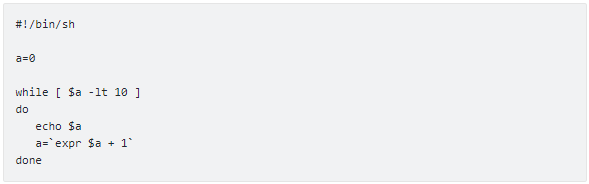 #!/bin/sh
a=0
while [ $a -lt 10 ]
do
   echo $a
   a=`expr $a + 1`
done